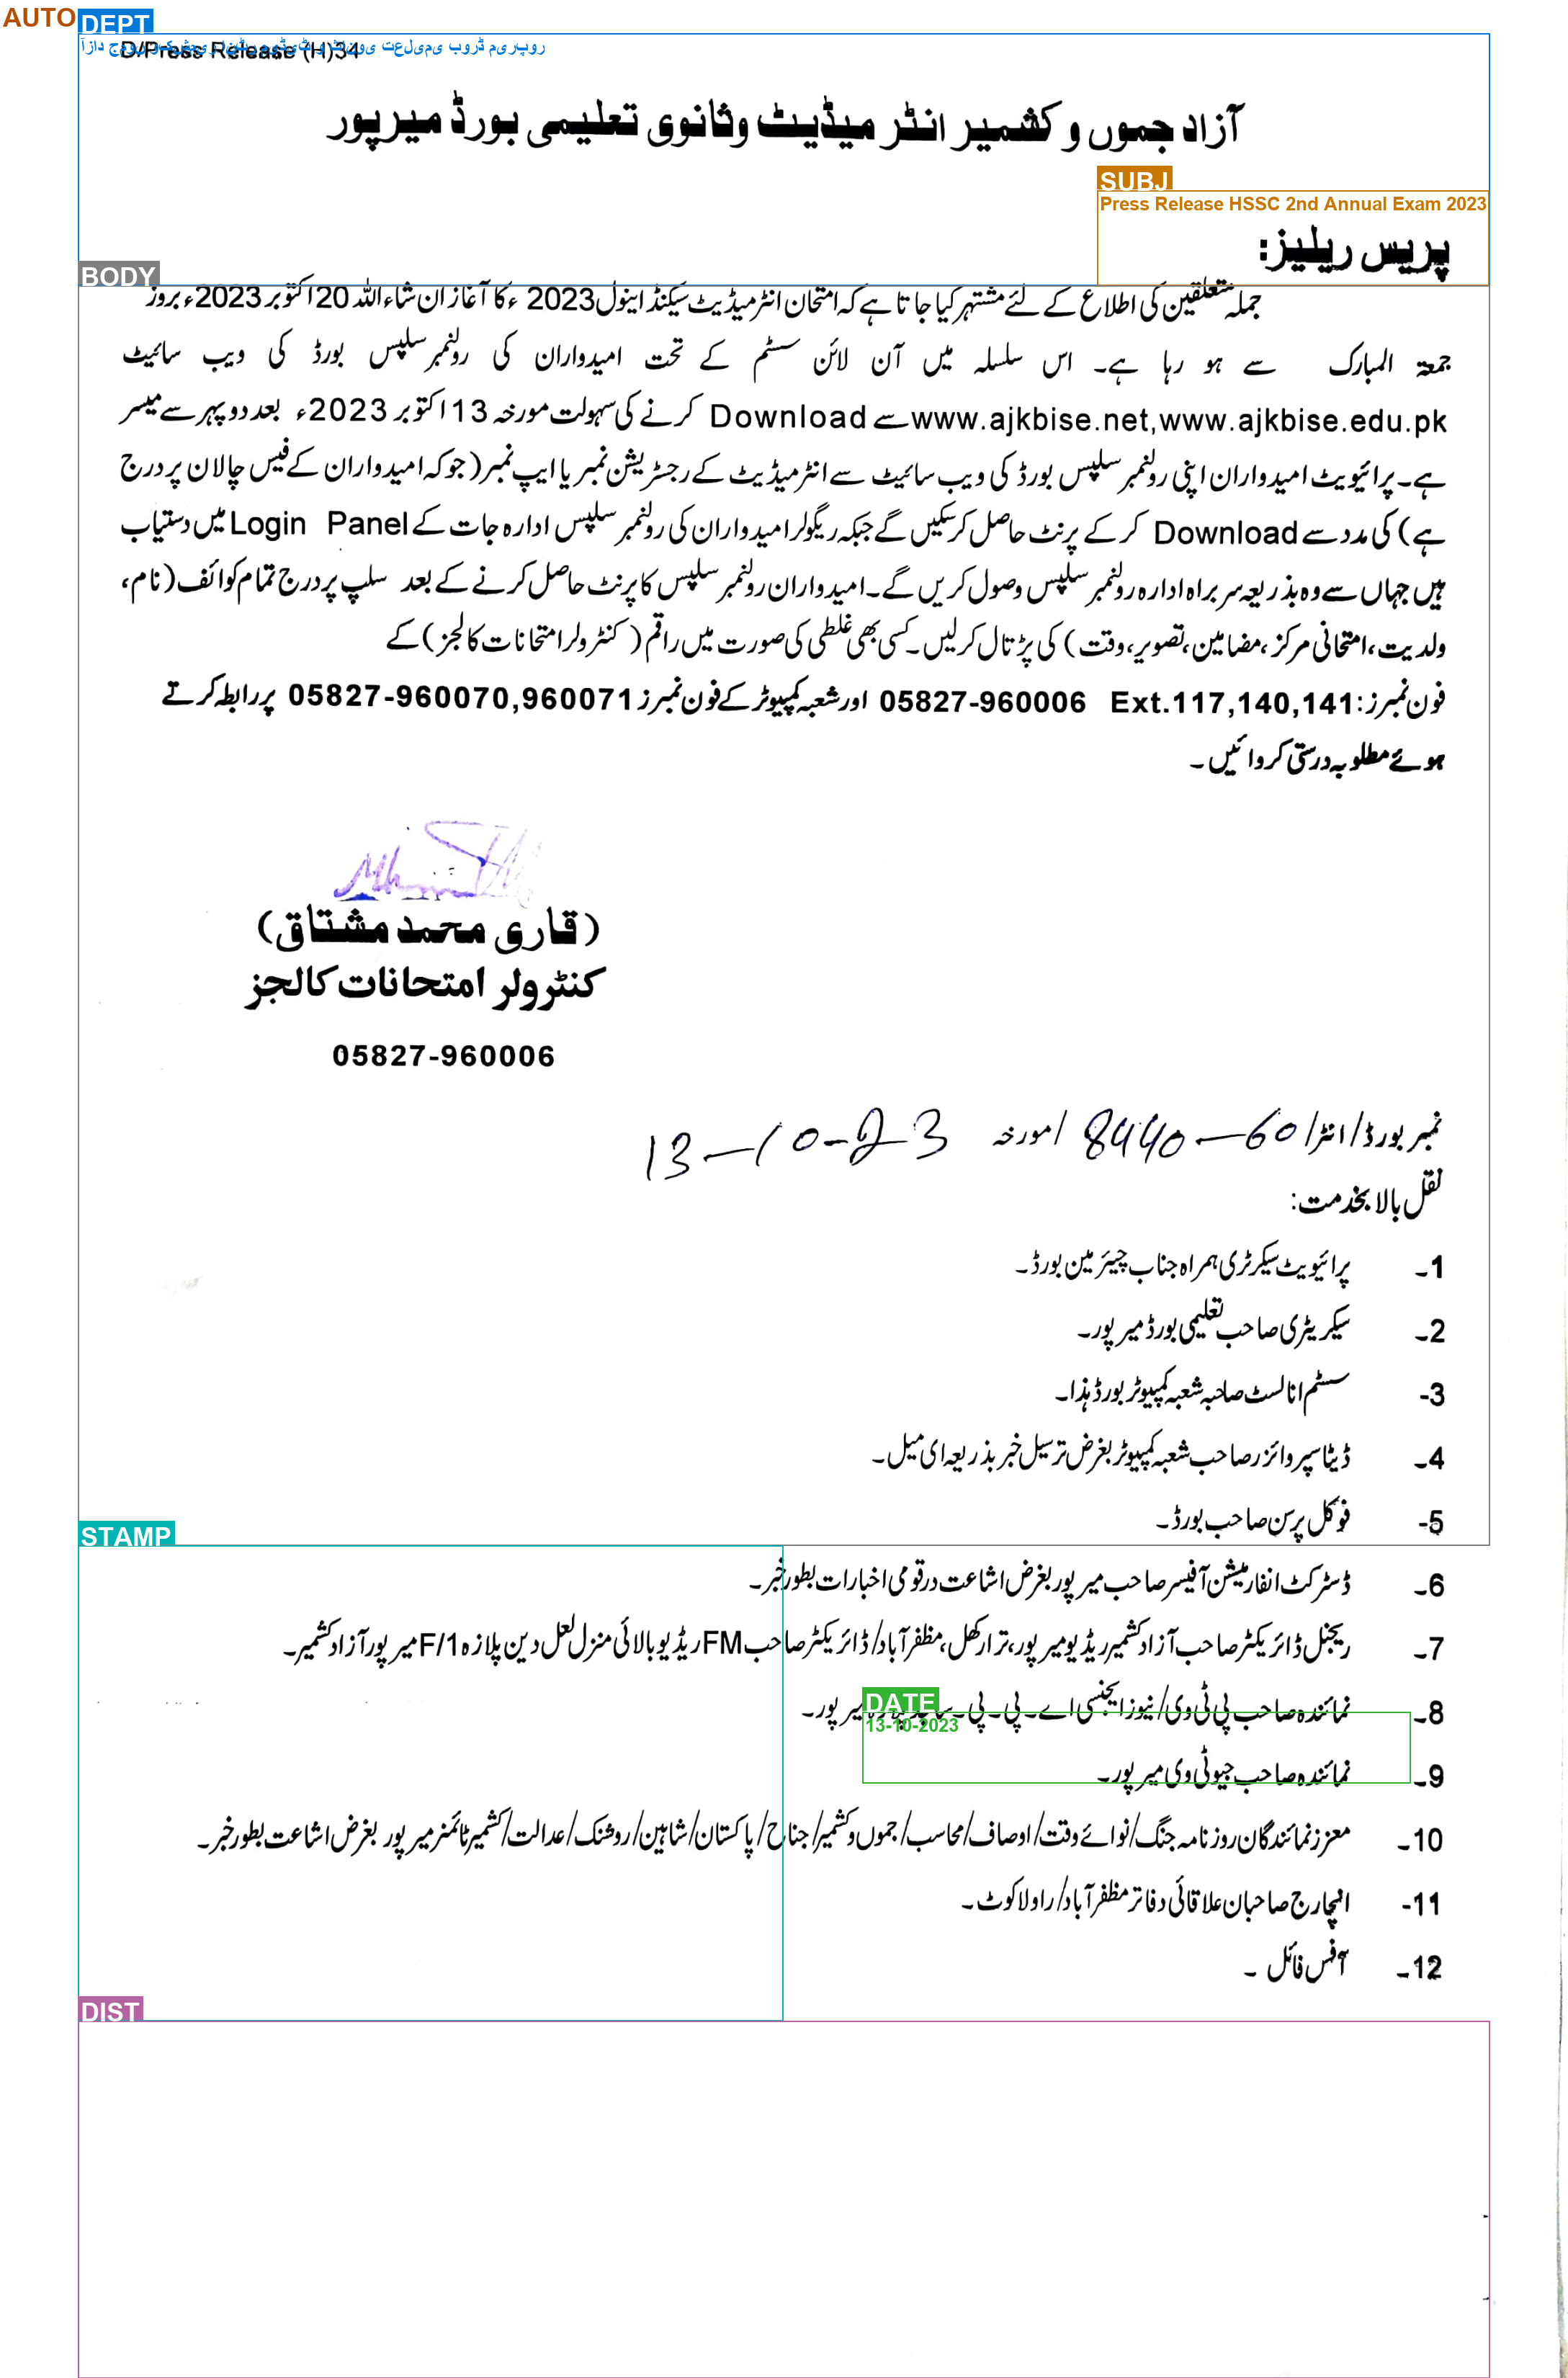 AUTO
DEPT
D/Press Release (H)34
آزاد جموں و کشمیر انٹر میڈیٹ وثانوی تعلیمی بورڈ میرپور
SUBJ
Press Release HSSC 2nd Annual Exam 2023
پریس ریلیز:
BODY
جملہ متعلقین کی اطلاع کے لئے مشتہر کیا جاتا ہے کہ امتحان انٹرمیڈیٹ سیکنڈ اینول 2023 ء کا آغاز ان شاءاللہ 20 اکتوبر 2023ء بروز
جمعۃ المبارک سے ہو رہا ہے۔ اس سلسلہ میں آن لائن سسٹم کے تحت امیدواران کی رولنمبر سلپس بورڈ کی ویب سائیٹ
www.ajkbise.net,www.ajkbise.edu.pk سے Download کرنے کی سہولت مورخہ 13 اکتوبر 2023ء بعد دوپہر سے میسر
ہے۔ پرائیویٹ امیدواران اپنی رولنمبر سلپس بورڈ کی ویب سائیٹ سے انٹرمیڈیٹ کے رجسٹریشن نمبر یا ایپ نمبر (جو کہ امیدواران کے فیس چالان پر درج
ہے) کی مدد سے Download کر کے پرنٹ حاصل کرسکیں گے جبکہ ریگولر امیدواران کی رولنمبر سلپس ادارہ جات کے Login Panel میں دستیاب
ہیں جہاں سے وہ بذریعہ سربراہ ادارہ رولنمبر سلپس وصول کریں گے۔ امیدواران رولنمبر سلپس کا پرنٹ حاصل کرنے کے بعد سلپ پر درج تمام کوائف (نام،
ولدیت، امتحانی مرکز، مضامین، تصویر، وقت) کی پڑتال کرلیں۔ کسی بھی غلطی کی صورت میں راقم (کنٹرولر امتحانات کالجز) کے
فون نمبرز: 05827-960006 Ext.117,140,141 اور شعبہ کمپیوٹر کے فون نمبرز 05827-960070,960071 پر رابطہ کرتے
ہوئے مطلوبہ درستی کروائیں۔
(قاری محمد مشتاق)
کنٹرولر امتحانات کالجز
05827-960006
نمبر بورڈ/انٹر/ 8440-60 /مورخہ 13-10-23
نقل بالا بخدمت:
1۔ پرائیویٹ سیکرٹری ہمراہ جناب چیئرمین بورڈ۔
2۔ سیکریٹری صاحب تعلیمی بورڈ میرپور۔
3- سسٹم انالسٹ صاحبہ شعبہ کمپیوٹر بورڈ ہذا۔
4۔ ڈیٹا سپروائزر صاحب شعبہ کمپیوٹر بغرض ترسیل خبر بذریعہ ای میل۔
5- فوکل پرسن صاحب بورڈ۔
STAMP
6۔ ڈسٹرکٹ انفارمیشن آفیسر صاحب میرپور بغرض اشاعت در قومی اخبارات بطور خبر۔
7۔ ریجنل ڈائریکٹر صاحب آزاد کشمیر ریڈیو میرپور، تراڑکھل، مظفرآباد/ڈائریکٹر صاحب FM ریڈیو بالائی منزل لعل دین پلازہ F/1 میرپور آزاد کشمیر۔
8۔ نمائندہ صاحب پی ٹی وی/نیوز ایجنسی اے۔پی۔پی۔ میرپور۔
DATE
13-10-2023
9۔ نمائندہ صاحب جیو ٹی وی میرپور۔
10۔ معزز نمائندگان روزنامہ جنگ/نوائے وقت/اوصاف/محاسب/جموں وکشمیر/جناح/پاکستان/شاہین/روشنک/عدالت/کشمیر ٹائمنر میرپور بغرض اشاعت بطور خبر۔
11- انچارج صاحبان علاقائی دفاتر مظفرآباد/راولاکوٹ۔
12۔ آفس فائل ۔
DIST